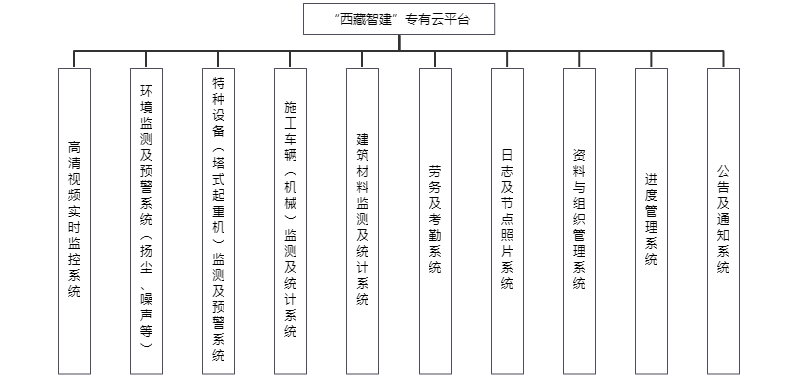 “西藏智建”专有云平台
高清视频实时监控系统
环境监测及预警系统（扬尘、噪声等）
特种设备（塔式起重机）监测及预警系统
施工车辆（机械）监测及统计系统
建筑材料监测及统计系统
劳务及考勤系统
日志及节点照片系统
资料与组织管理系统
进度管理系统
公告及通知系统